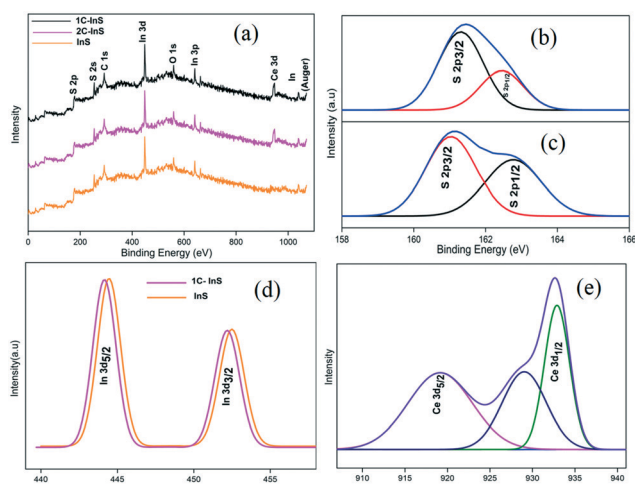 (a)
1C-InS
2C-InS
InS
S 2p
S 2s
C 1s
In 3d
O 1s
In 3p
Ce 3d
In
(Auger)
Intensity
0 200 400 600 800 1000
Binding Energy (eV)
(b)
S 2p3/2
S 2p1/2
(c)
S 2p3/2
S 2p1/2
Intensity (a.u)
158 160 162 164 166
Binding Energy (eV)
(d)
1C- InS
InS
In 3d5/2
In 3d3/2
Intensity(a.u)
440 445 450 455
(e)
Ce 3d5/2
Ce 3d1/2
Intensity
910 915 920 925 930 935 940